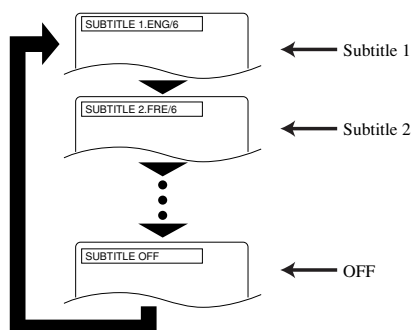 SUBTITLE 1.ENG/6
Subtitle 1
SUBTITLE 2.FRE/6
Subtitle 2
SUBTITLE OFF
OFF